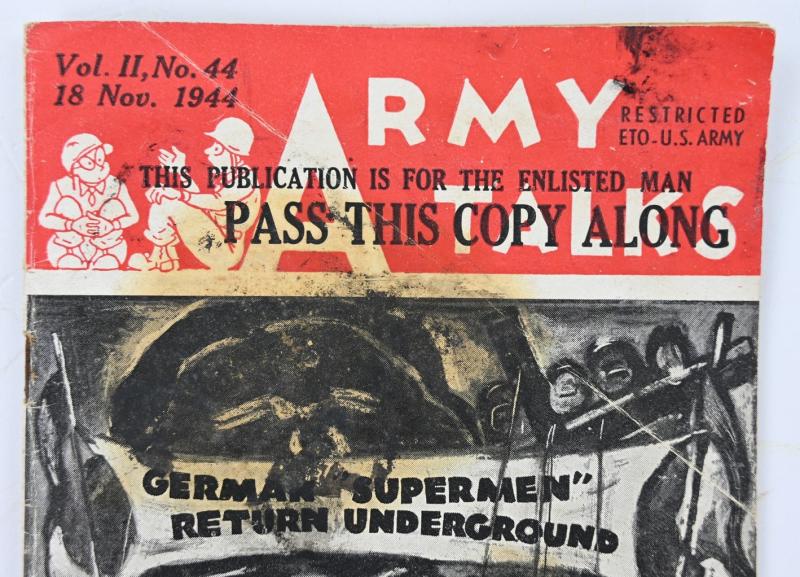 Vol. II, No. 44
18 Nov. 1944
ARMY
TALKS
RESTRICTED
ETO-U.S. ARMY
THIS PUBLICATION IS FOR THE ENLISTED MAN
PASS THIS COPY ALONG
GERMAN "SUPERMEN"
RETURN UNDERGROUND